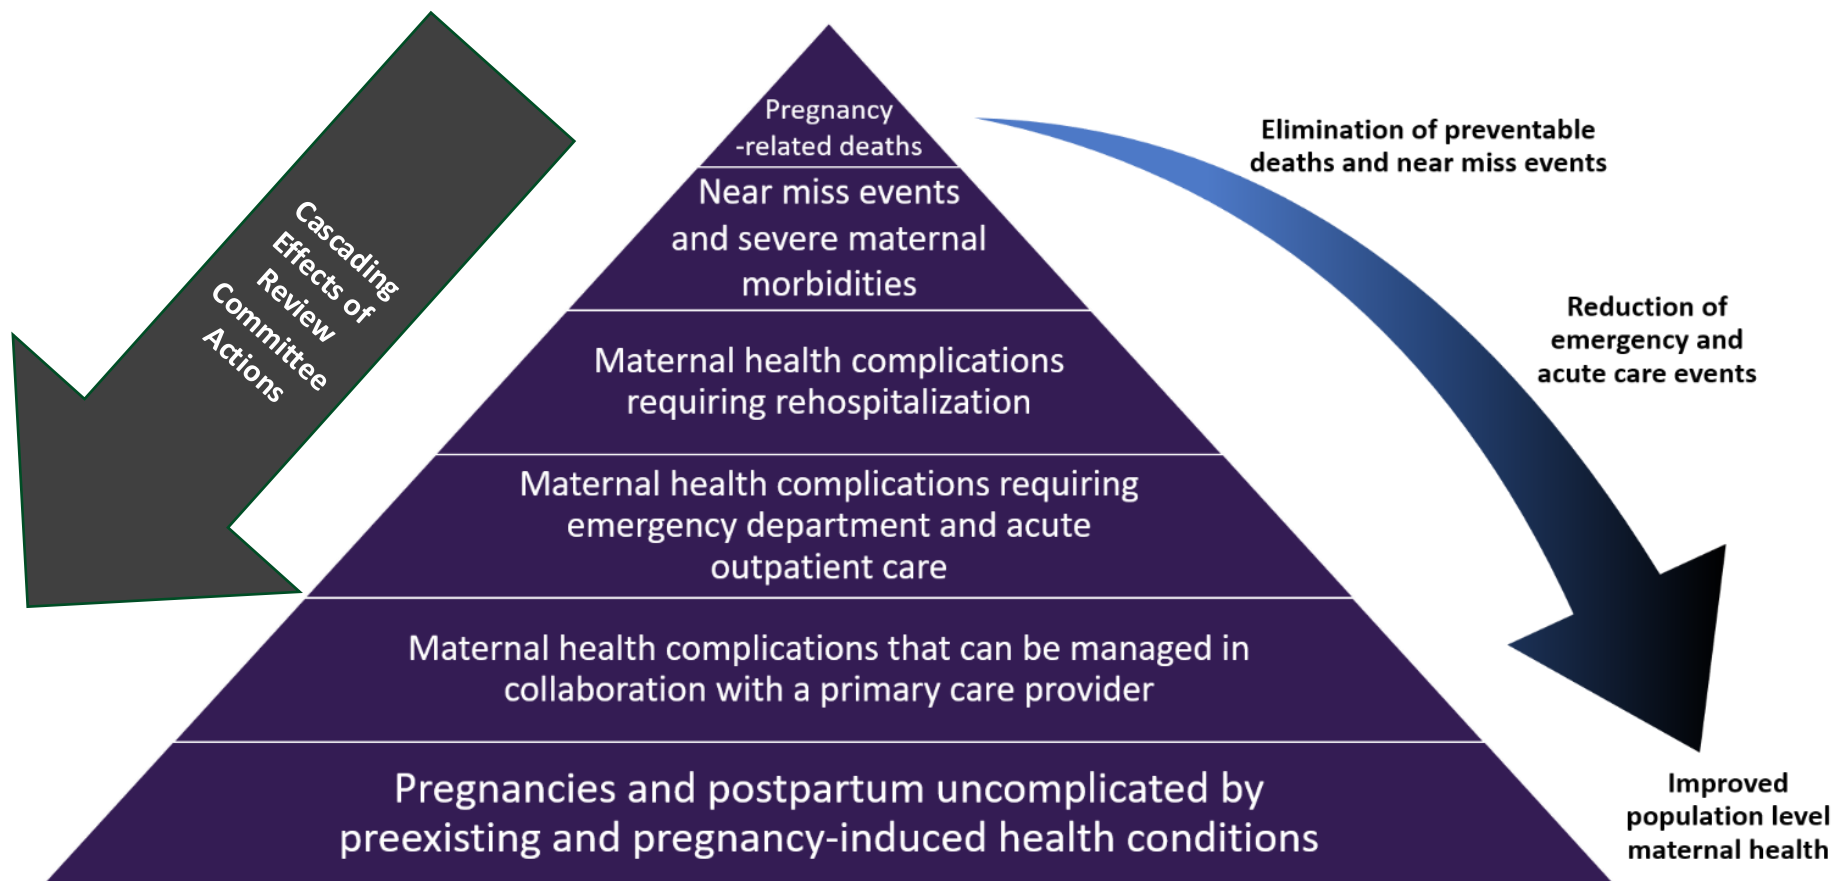 Cascading
Effects of
Review
Committee
Actions
Pregnancy
-related deaths
Near miss events
and severe maternal
morbidities
Maternal health complications
requiring rehospitalization
Maternal health complications requiring
emergency department and acute
outpatient care
Maternal health complications that can be managed in
collaboration with a primary care provider
Pregnancies and postpartum uncomplicated by
preexisting and pregnancy-induced health conditions
Elimination of preventable
deaths and near miss events
Reduction of
emergency and
acute care events
Improved
population level
maternal health